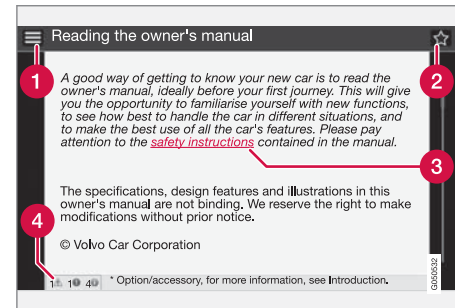 Reading the owner's manual
1
2
A good way of getting to know your new car is to read the
owner's manual, ideally before your first journey. This will give
you the opportunity to familiarise yourself with new functions,
to see how best to handle the car in different situations, and
to make the best use of all the car's features. Please pay
attention to the safety instructions contained in the manual.
3
The specifications, design features and illustrations in this
owner's manual are not binding. We reserve the right to make
modifications without prior notice.
4
© Volvo Car Corporation
1 1 4 * Option/accessory, for more information, see Introduction.
G050532